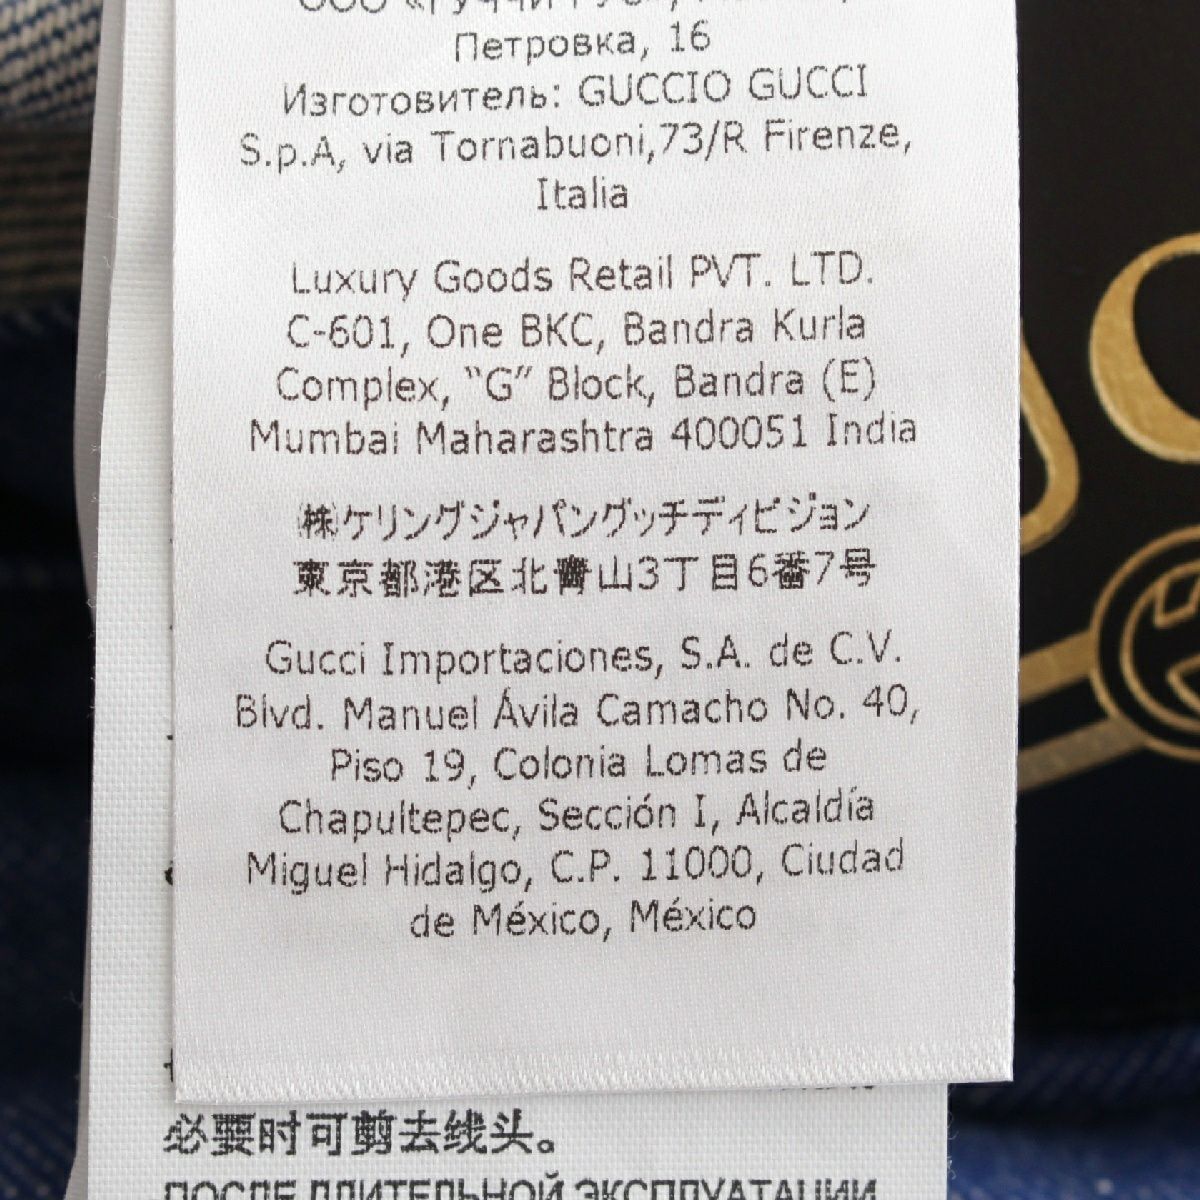 Петровка, 16
Изготовитель: GUCCIO GUCCI
S.p.A, via Tornabuoni,73/R Firenze,
Italia
Luxury Goods Retail PVT. LTD.
C-601, One BKC, Bandra Kurla
Complex, “G” Block, Bandra (E)
Mumbai Maharashtra 400051 India
㈱ケリングジャパングッチディビジョン
東京都港区北青山3丁目6番7号
Gucci Importaciones, S.A. de C.V.
Blvd. Manuel Ávila Camacho No. 40,
Piso 19, Colonia Lomas de
Chapultepec, Sección I, Alcaldía
Miguel Hidalgo, C.P. 11000, Ciudad
de México, México
必要时可剪去线头。
ПОСЛЕ ДЛИТЕЛЬНОЙ ЭКСПЛУАТАЦИИ